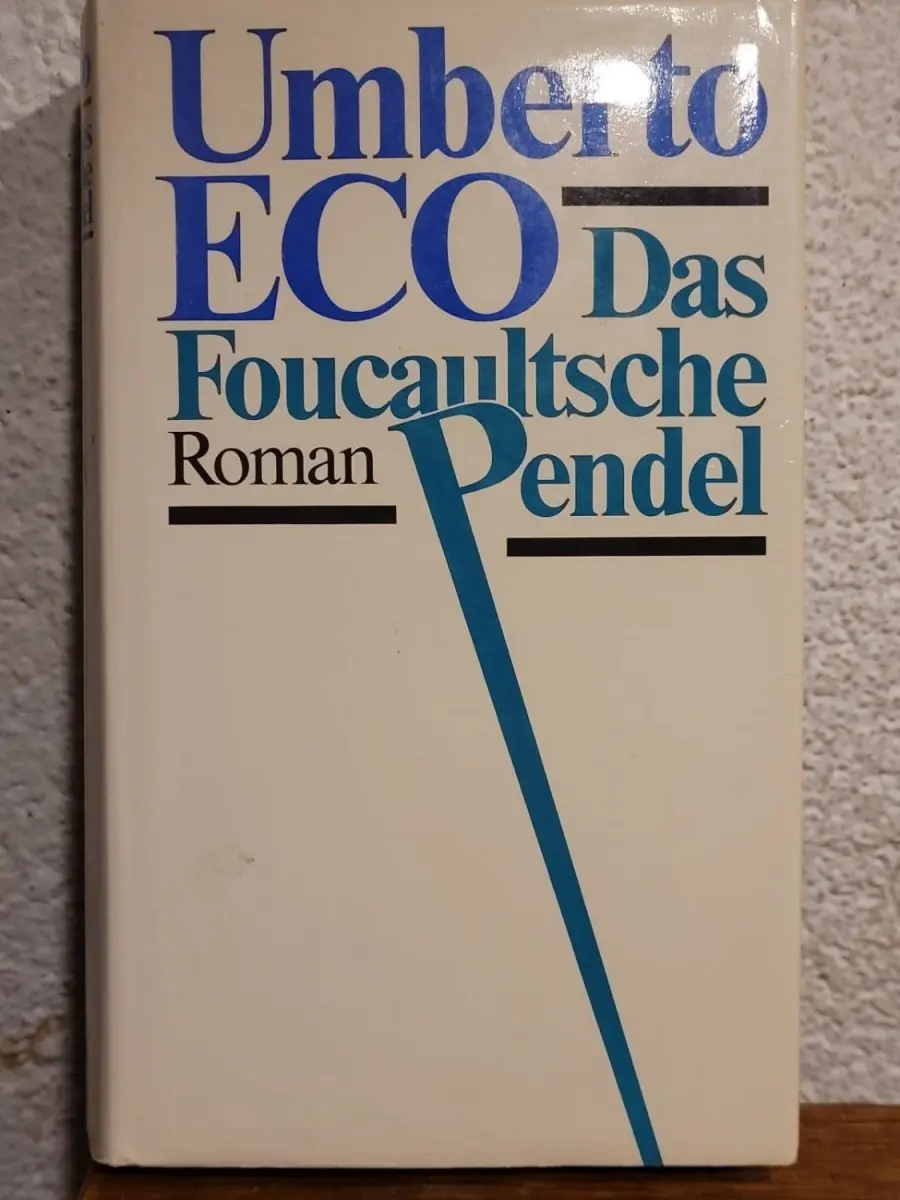 Umberto
ECO Das
Foucaultsche
Roman Pendel